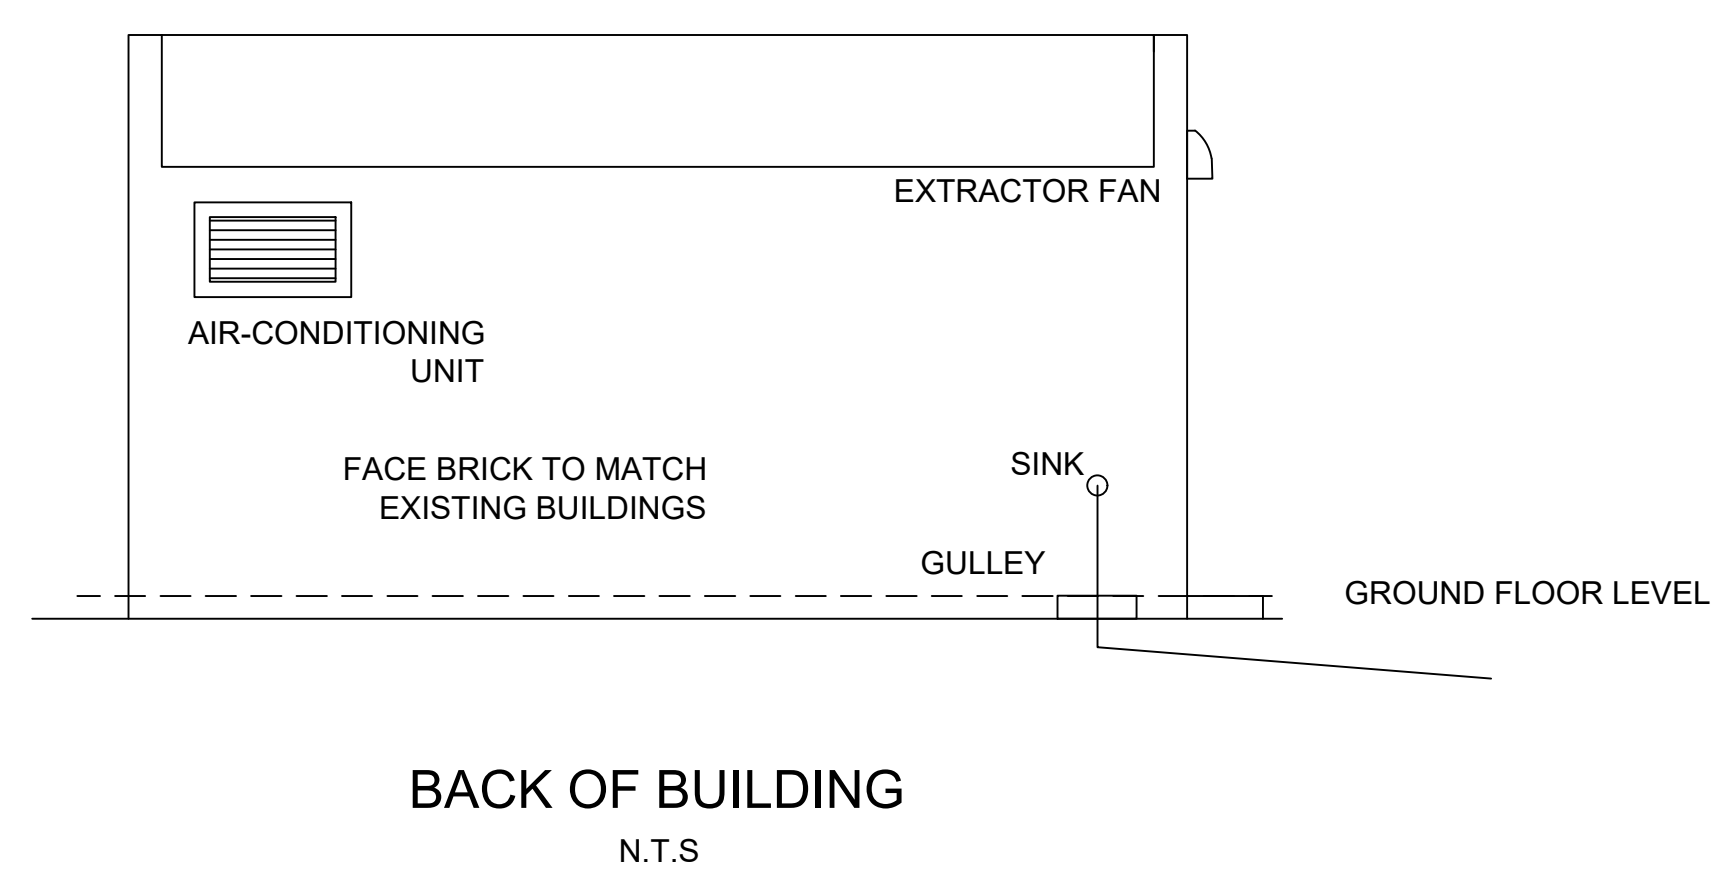 EXTRACTOR FAN
AIR-CONDITIONING
UNIT
FACE BRICK TO MATCH
EXISTING BUILDINGS
SINK
GULLEY
GROUND FLOOR LEVEL
BACK OF BUILDING
N.T.S